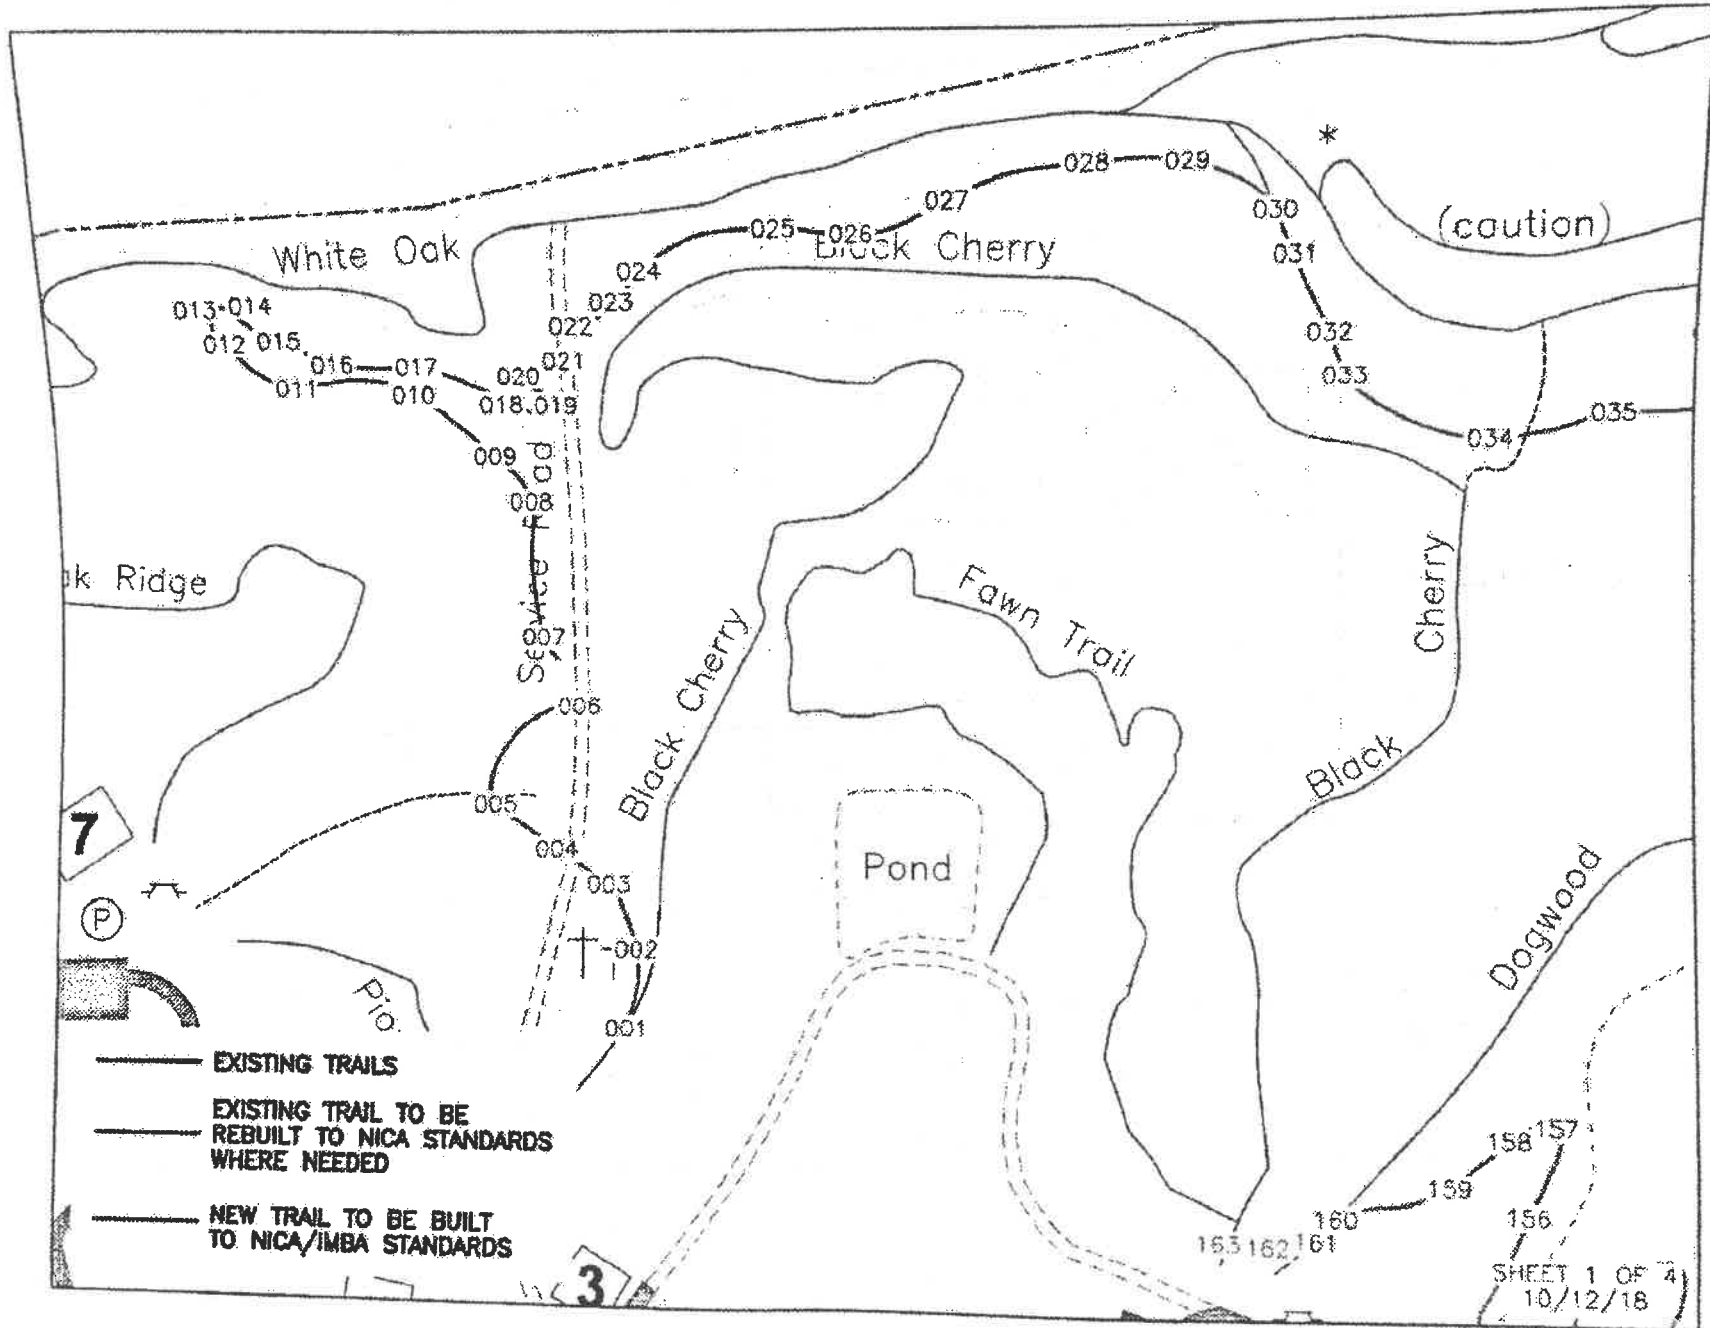 *
028 029
027
030
025 026
(caution)
White Oak
Black Cherry
031
024
013 014
023
022
012 015
032
021
016 017
020
033
011 010
018 019
035
034
009
008
Service Road
Ridge
Fawn Trail
Cherry
007
Black Cherry
006
Black
005
7
004
Pond
003
P
002
Dogwood
Pio
001
EXISTING TRAILS
EXISTING TRAIL TO BE
REBUILT TO NICA STANDARDS
WHERE NEEDED
158 157
159
NEW TRAIL TO BE BUILT
TO NICA/IMBA STANDARDS
160
156
163 162 161
3
SHEET 1 OF 4
10/12/18